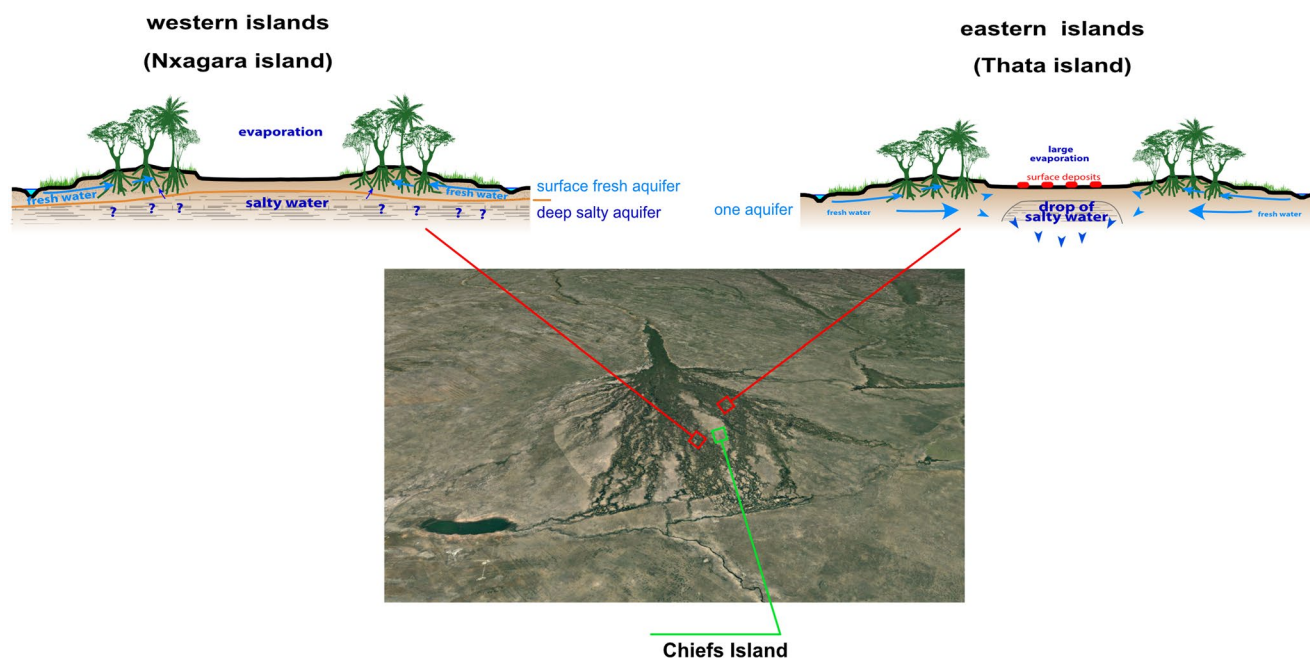 western islands
(Nxagara island)
evaporation
fresh water
fresh water
salty water
? ? ? ? ? ? ?
surface fresh aquifer
deep salty aquifer
eastern islands
(Thata island)
large
evaporation
surface deposits
one aquifer
fresh water
drop of
salty water
fresh water
Chiefs Island